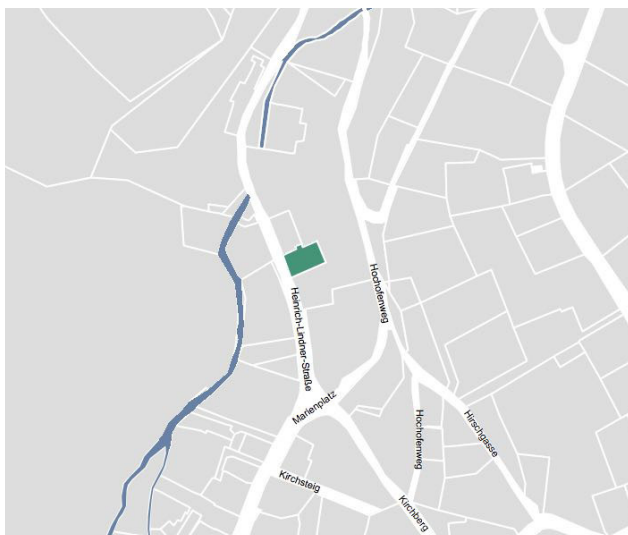 Hochofenweg
Heinrich-Lindner-Straße
Marienplatz
Hochofenweg
Hirschgasse
Kirchsteig
Kirchberg